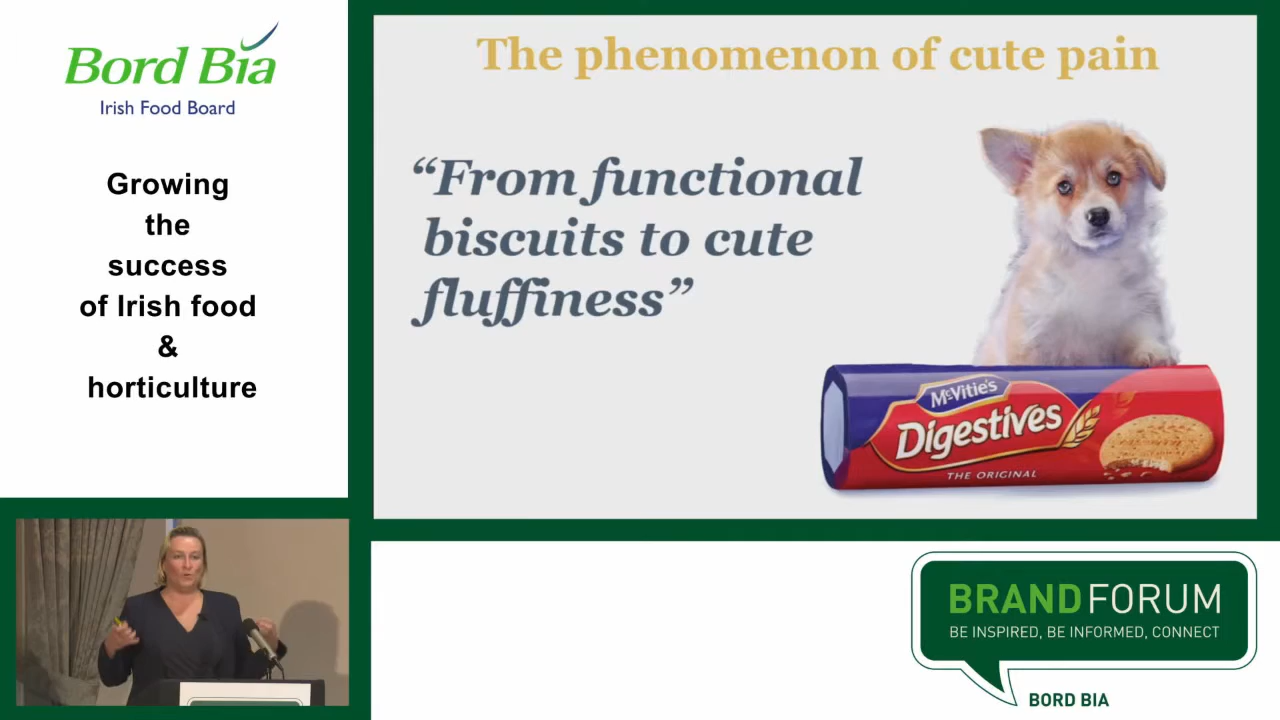 Bord Bia
Irish Food Board
Growing
the
success
of Irish food
&
horticulture
The phenomenon of cute pain
“From functional
biscuits to cute
fluffiness”
McVitie's
Digestives
THE ORIGINAL
BRANDFORUM
BE INSPIRED, BE INFORMED, CONNECT
BORD BIA